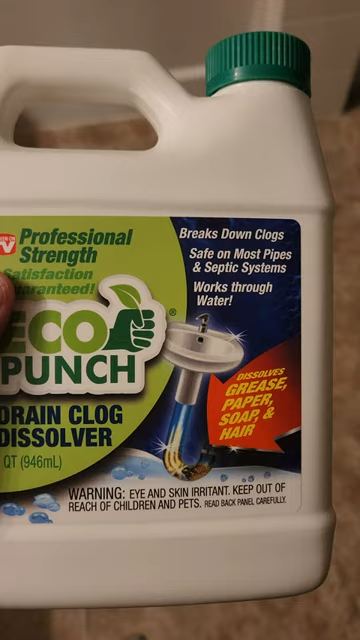 Professional
Strength
Satisfaction
Guaranteed!
ECO
PUNCH
®
DRAIN CLOG
DISSOLVER
QT (946mL)
Breaks Down Clogs
Safe on Most Pipes
& Septic Systems
Works through
Water!
DISSOLVES
GREASE,
PAPER,
SOAP, &
HAIR
WARNING: EYE AND SKIN IRRITANT. KEEP OUT OF
REACH OF CHILDREN AND PETS. READ BACK PANEL CAREFULLY.